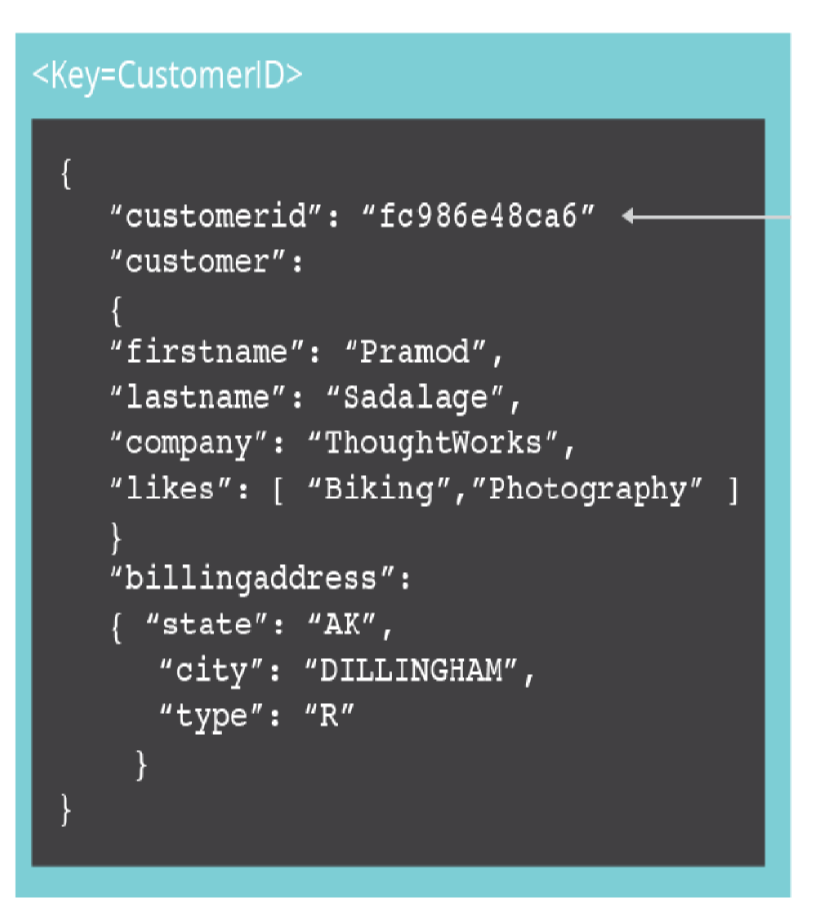 <Key=CustomerID>
{
“customerid”: “fc986e48ca6”
“customer”:
{
“firstname”: “Pramod”,
“lastname”: “Sadalage”,
“company”: “ThoughtWorks”,
“likes”: [ “Biking”,”Photography” ]
}
“billingaddress”:
{ “state”: “AK”,
“city”: “DILLINGHAM”,
“type”: “R”
}
}